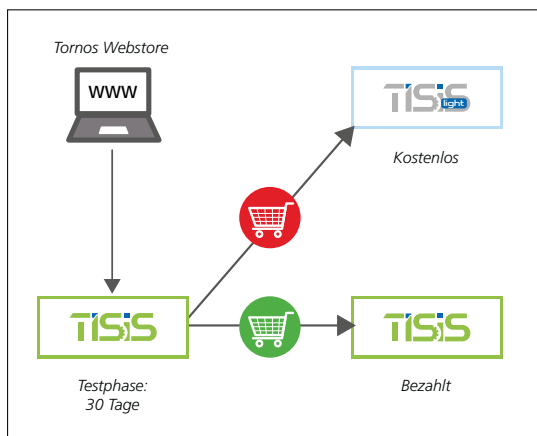 Tornos Webstore
WWW
TISIS
light
Kostenlos
TISIS
Testphase:
30 Tage
TISIS
Bezahlt